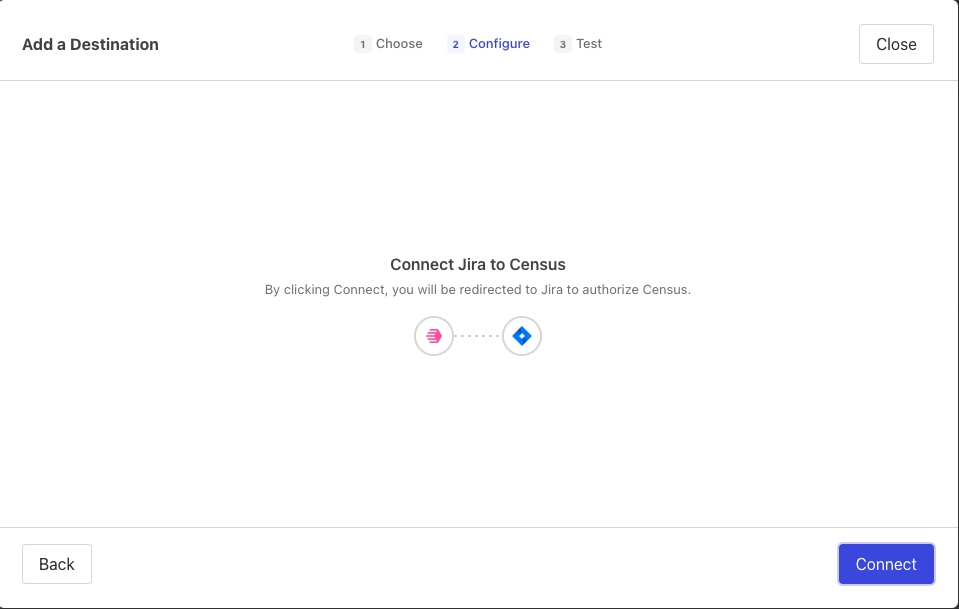 Add a Destination
1 Choose
2 Configure
3 Test
Close
Connect Jira to Census
By clicking Connect, you will be redirected to Jira to authorize Census.
Back
Connect